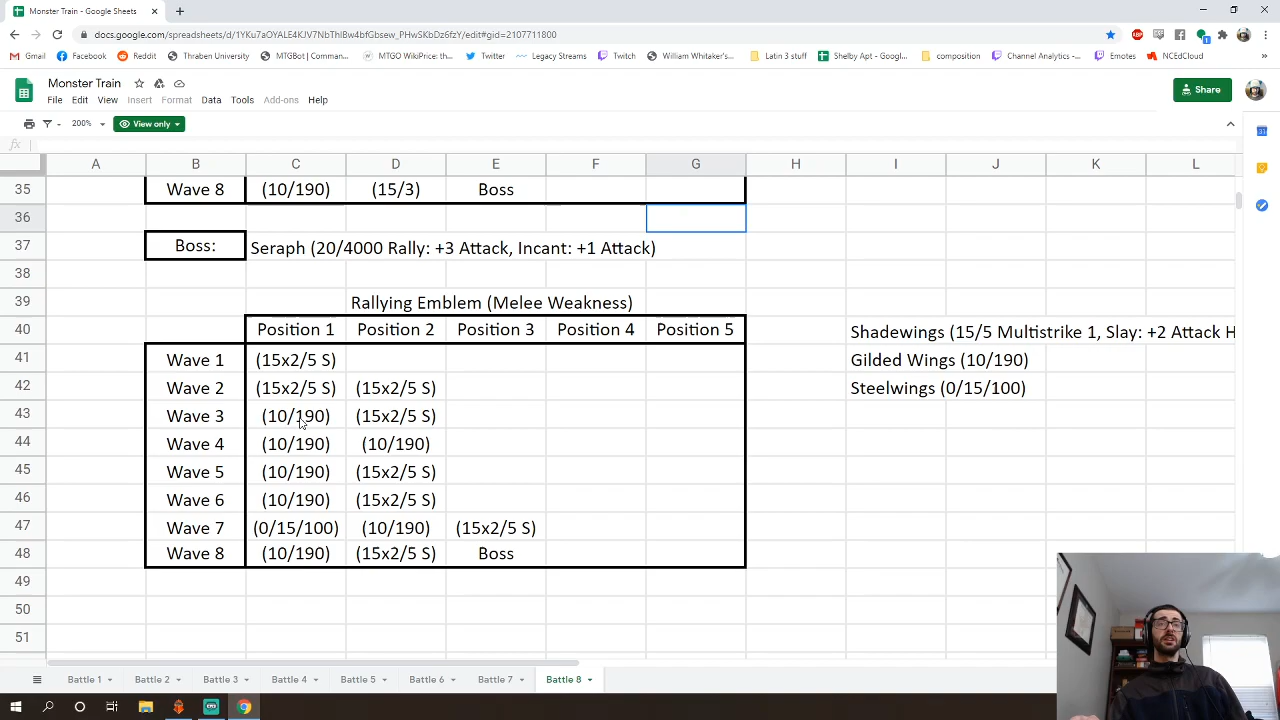 Monster Train - Google Sheets
docs.google.com/spreadsheets/d/1YKu7aOYALE4KJV7NbThIBw4bfGbsew_PHwSKbDz6fzY/edit#gid=2107711800
Gmail Facebook Reddit Thraben University MTGBot | Comman... MTGO WikiPrice: th... Twitter Legacy Streams Twitch William Whitaker's... Latin 3 stuff Shelby Apt - Googl... composition Channel Analytics -... Emotes NCEdCloud »
Monster Train
File Edit View Insert Format Data Tools Add-ons Help
Share
200% View only
fx
A B C D E F G H I J K L
35 Wave 8 (10/190) (15/3) Boss
36
37 Boss: Seraph (20/4000 Rally: +3 Attack, Incant: +1 Attack)
38
39 Rallying Emblem (Melee Weakness)
40 Position 1 Position 2 Position 3 Position 4 Position 5 Shadewings (15/5 Multistrike 1, Slay: +2 Attack H
41 Wave 1 (15x2/5 S) Gilded Wings (10/190)
42 Wave 2 (15x2/5 S) (15x2/5 S) Steelwings (0/15/100)
43 Wave 3 (10/190) (15x2/5 S)
44 Wave 4 (10/190) (10/190)
45 Wave 5 (10/190) (15x2/5 S)
46 Wave 6 (10/190) (15x2/5 S)
47 Wave 7 (0/15/100) (10/190) (15x2/5 S)
48 Wave 8 (10/190) (15x2/5 S) Boss
49
50
51
Battle 1 Battle 2 Battle 3 Battle 4 Battle 5 Battle 6 Battle 7 Battle 8